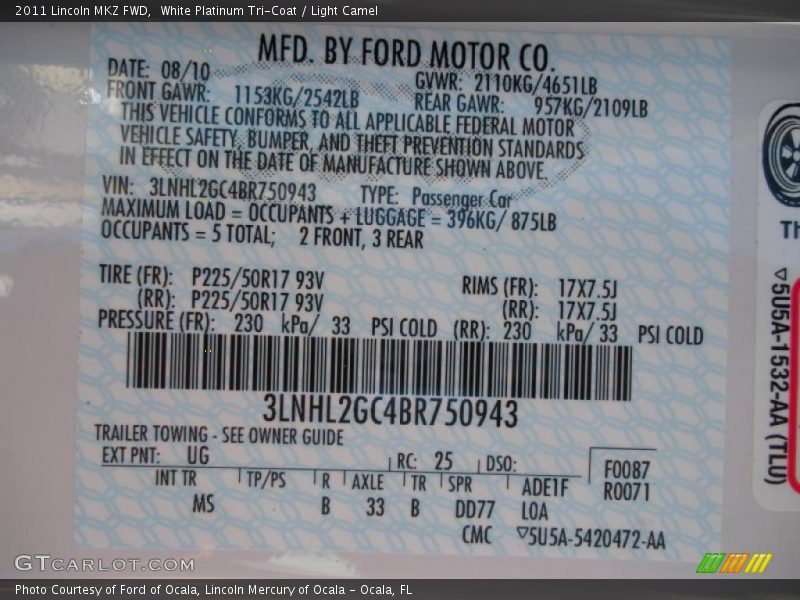 2011 Lincoln MKZ FWD,  White Platinum Tri-Coat / Light Camel
MFD. BY FORD MOTOR CO.
DATE: 08/10
GVWR: 2110KG/4651LB
FRONT GAWR: 1153KG/2542LB
REAR GAWR: 957KG/2109LB
THIS VEHICLE CONFORMS TO ALL APPLICABLE FEDERAL MOTOR
VEHICLE SAFETY, BUMPER, AND THEFT PREVENTION STANDARDS
IN EFFECT ON THE DATE OF MANUFACTURE SHOWN ABOVE.
VIN: 3LNHL2GC4BR750943
TYPE: Passenger Car
MAXIMUM LOAD = OCCUPANTS + LUGGAGE = 396KG/ 875LB
OCCUPANTS = 5 TOTAL; 2 FRONT, 3 REAR
TIRE (FR): P225/50R17 93V
RIMS (FR): 17X7.5J
(RR): P225/50R17 93V
(RR): 17X7.5J
PRESSURE (FR): 230 kPa/ 33 PSI COLD (RR): 230 kPa/ 33 PSI COLD
3LNHL2GC4BR750943
TRAILER TOWING - SEE OWNER GUIDE
EXT PNT: UG
RC: 25
DSO:
F0087
R0071
INT TR
TP/PS
R
AXLE
TR
SPR
ADE1F
MS
B
33
B
DD77
LOA
CMC
▽5U5A-5420472-AA
Th
▽5U5A-1532-AA (TLU)
GTCARLOT.COM
Photo Courtesy of Ford of Ocala, Lincoln Mercury of Ocala - Ocala, FL